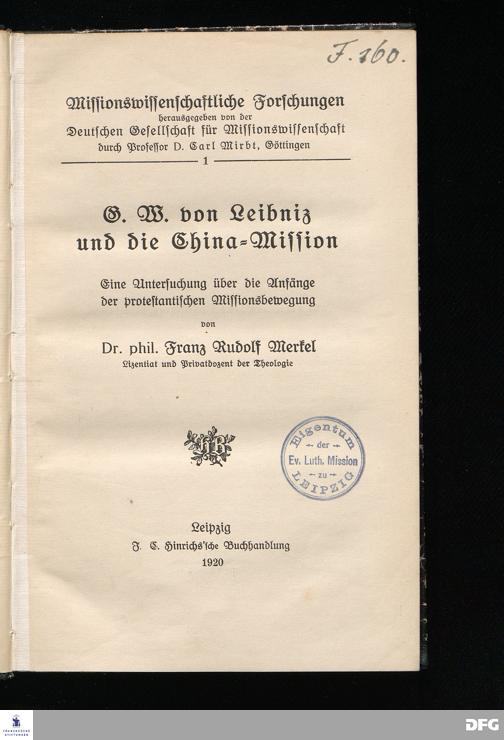 F. 160.
Missionswissenschaftliche Forschungen
herausgegeben von der
Deutschen Gesellschaft für Missionswissenschaft
durch Professor D. Carl Mirbt, Göttingen
1
G. W. von Leibniz
und die China-Mission
Eine Untersuchung über die Anfänge
der protestantischen Missionsbewegung
von
Dr. phil. Franz Rudolf Merkel
Lizentiat und Privatdozent der Theologie
Eigentum
der
Ev. Luth. Mission
zu
LEIPZIG
Leipzig
J. C. Hinrichs'sche Buchhandlung
1920
FRANCKESCHE
STIFTUNGEN
DFG